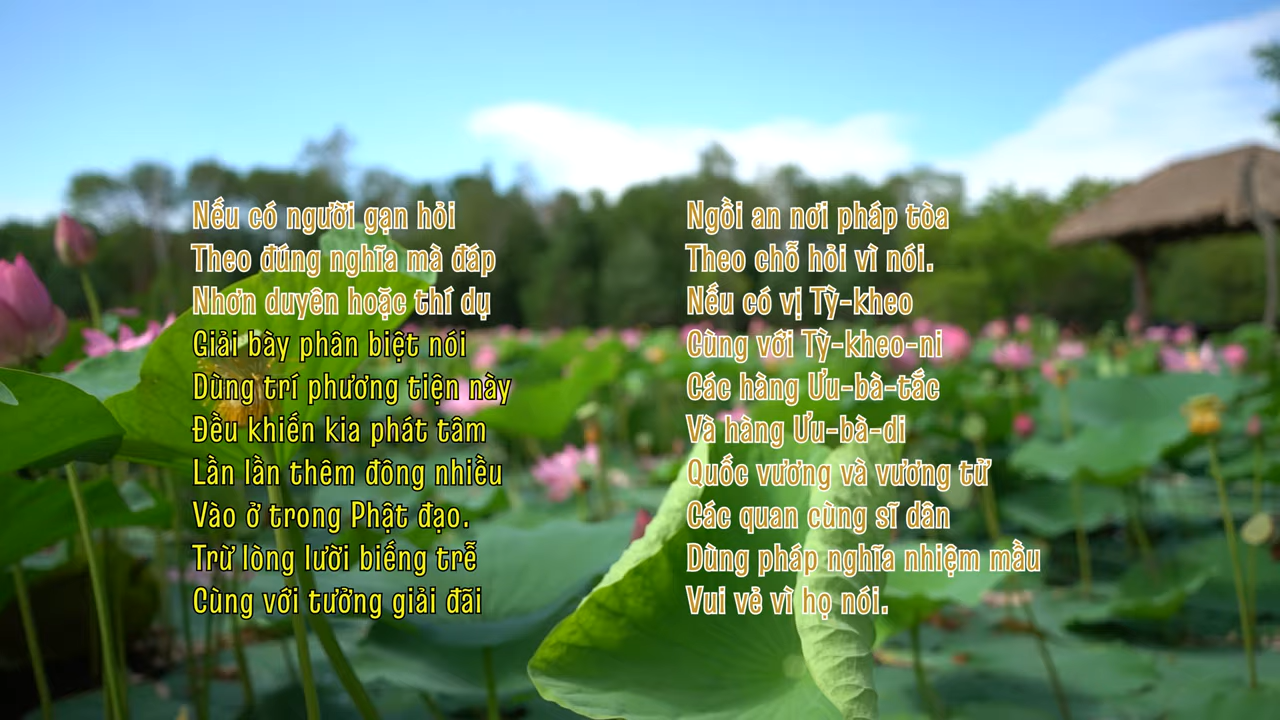 Nếu có người gạn hỏi
Theo đúng nghĩa mà đáp
Nhơn duyên hoặc thí dụ
Giải bày phân biệt nói
Dùng trí phương tiện này
Đều khiến kia phát tâm
Lần lần thêm đông nhiều
Vào ở trong Phật đạo.
Trừ lòng lười biếng trễ
Cùng với tưởng giải đãi
Ngồi an nơi pháp tòa
Theo chỗ hỏi vì nói.
Nếu có vị Tỳ-kheo
Cùng với Tỳ-kheo-ni
Các hàng Ưu-bà-tắc
Và hàng Ưu-bà-di
Quốc vương và vương tử
Các quan cùng sĩ dân
Dùng pháp nghĩa nhiệm mầu
Vui vẻ vì họ nói.